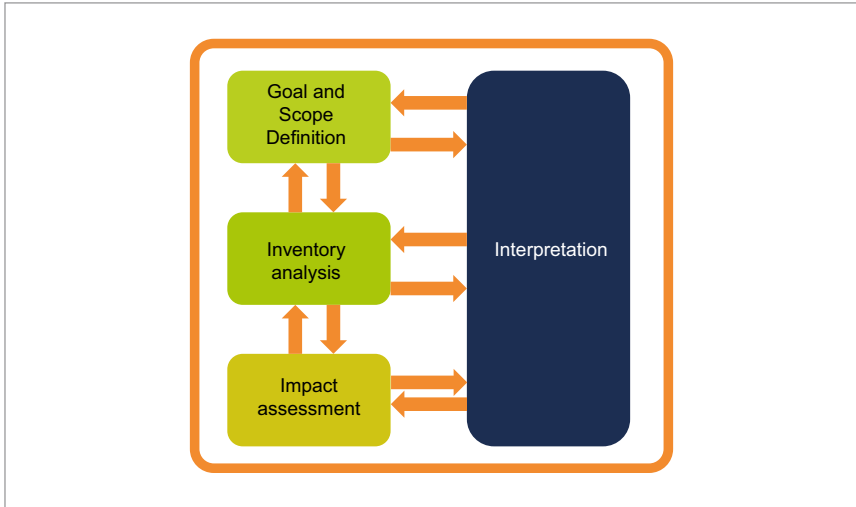 Goal and
Scope
Definition
Inventory
analysis
Interpretation
Impact
assessment